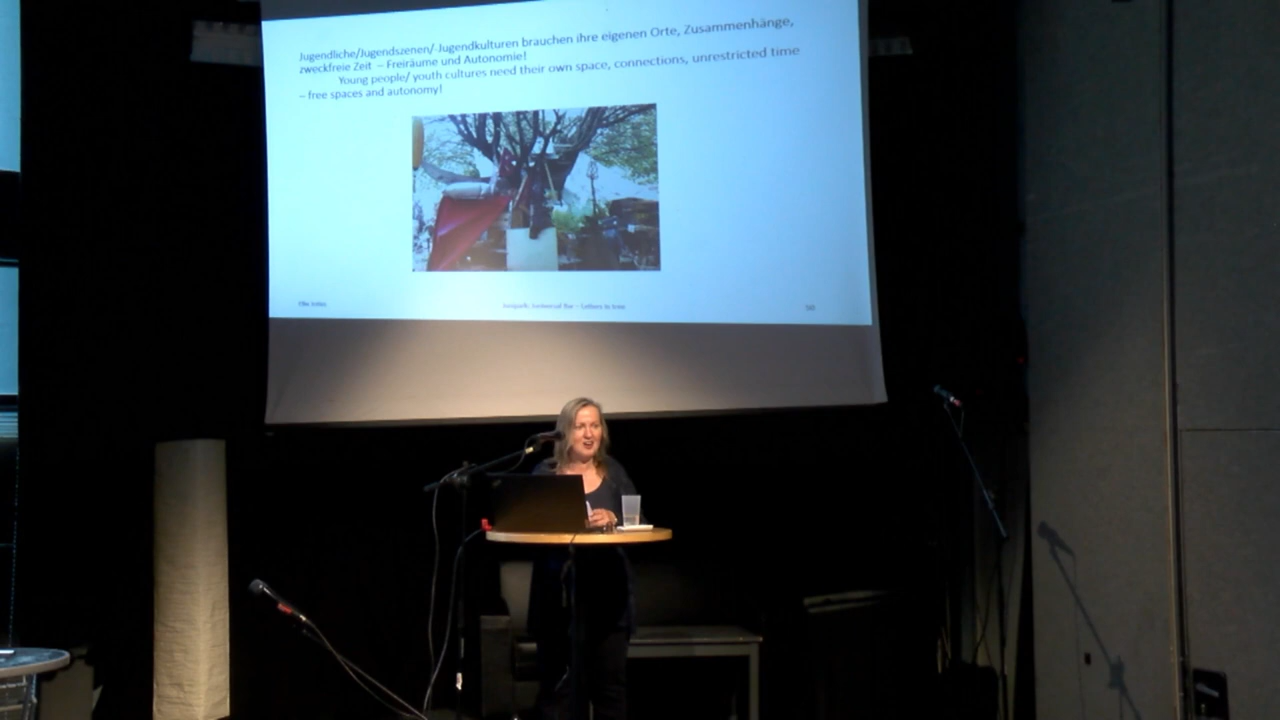 Jugendliche/Jugendszenen/-Jugendkulturen brauchen ihre eigenen Orte, Zusammenhänge,
zweckfreie Zeit – Freiräume und Autonomie!
Young people/ youth cultures need their own space, connections, unrestricted time
– free spaces and autonomy!